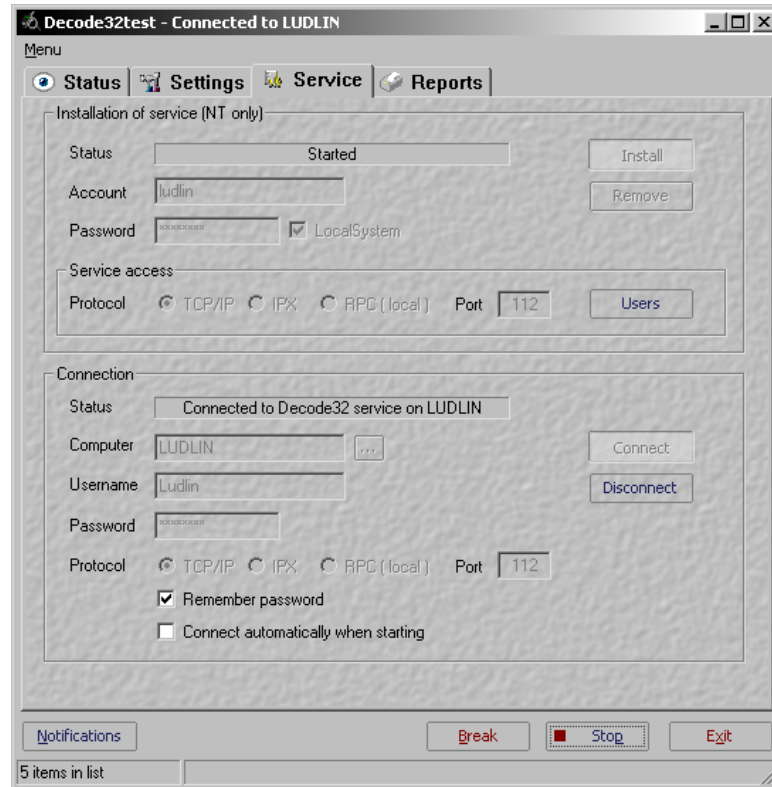 Decode32test - Connected to LUDLIN
Menu
Status Settings Service Reports
Installation of service (NT only)
Status Started Install
Account ludlin Remove
Password ******** LocalSystem
Service access
Protocol TCP/IP IPX RPC ( local ) Port 112 Users
Connection
Status Connected to Decode32 service on LUDLIN
Computer LUDLIN ... Connect
Username Ludlin Disconnect
Password ********
Protocol TCP/IP IPX RPC ( local ) Port 112
Remember password
Connect automatically when starting
Notifications Break Stop Exit
5 items in list